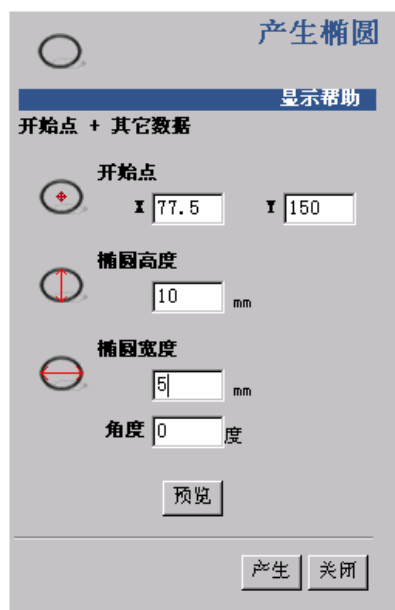 产生椭圆
显示帮助
开始点 + 其它数据
开始点
X 77.5 Y 150
椭圆高度
10 mm
椭圆宽度
5 mm
角度 0 度
预览
产生 关闭